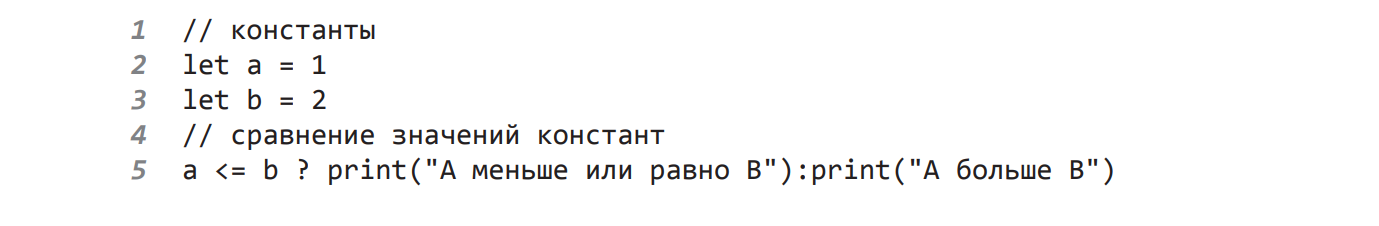 1 // константы
2 let a = 1
3 let b = 2
4 // сравнение значений констант
5 a <= b ? print("A меньше или равно B"):print("A больше B")